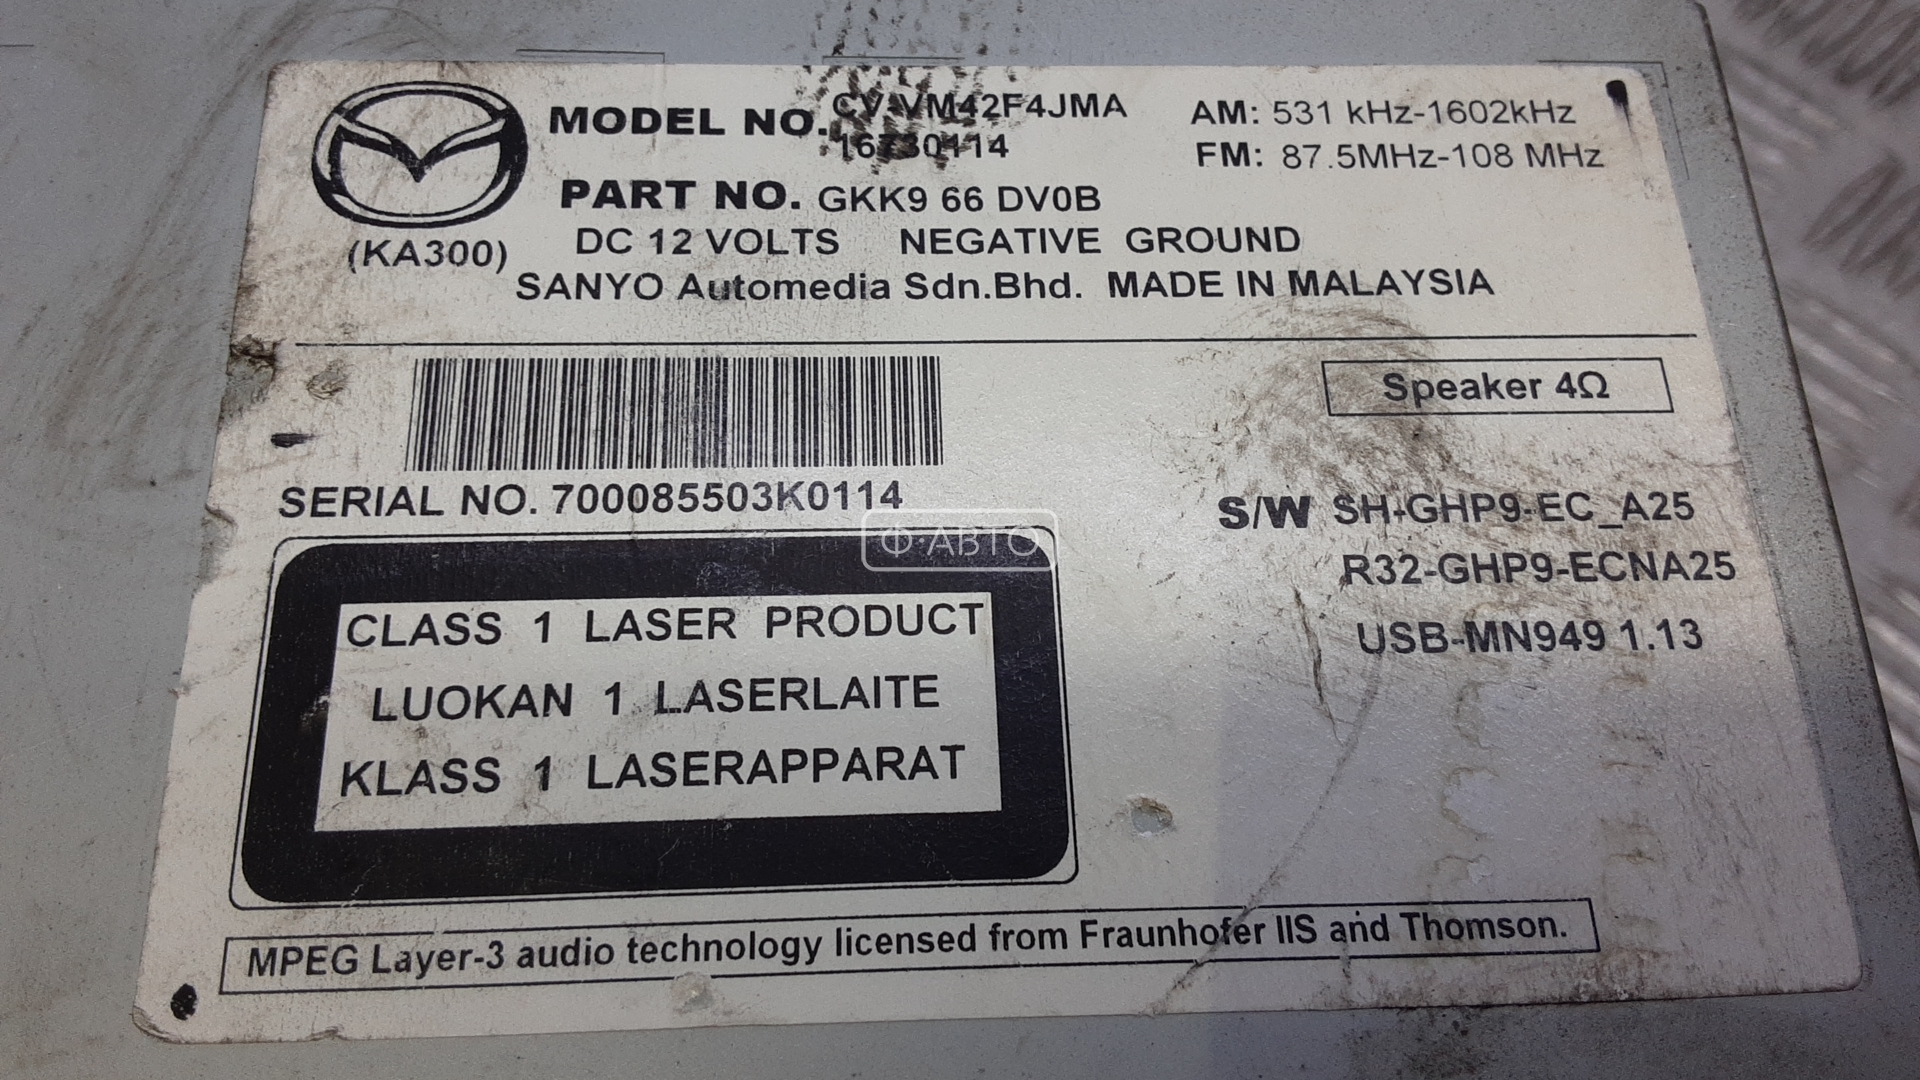 MODEL NO. CV-VM42F4JMA
16730114
AM: 531 kHz-1602kHz
FM: 87.5MHz-108 MHz
PART NO. GKK9 66 DV0B
(KA300)
DC 12 VOLTS NEGATIVE GROUND
SANYO Automedia Sdn.Bhd. MADE IN MALAYSIA
Speaker 4Ω
SERIAL NO. 700085503K0114
S/W SH-GHP9-EC_A25
R32-GHP9-ECNA25
USB-MN949 1.13
Ф·АВТО
CLASS 1 LASER PRODUCT
LUOKAN 1 LASERLAITE
KLASS 1 LASERAPPARAT
MPEG Layer-3 audio technology licensed from Fraunhofer IIS and Thomson.